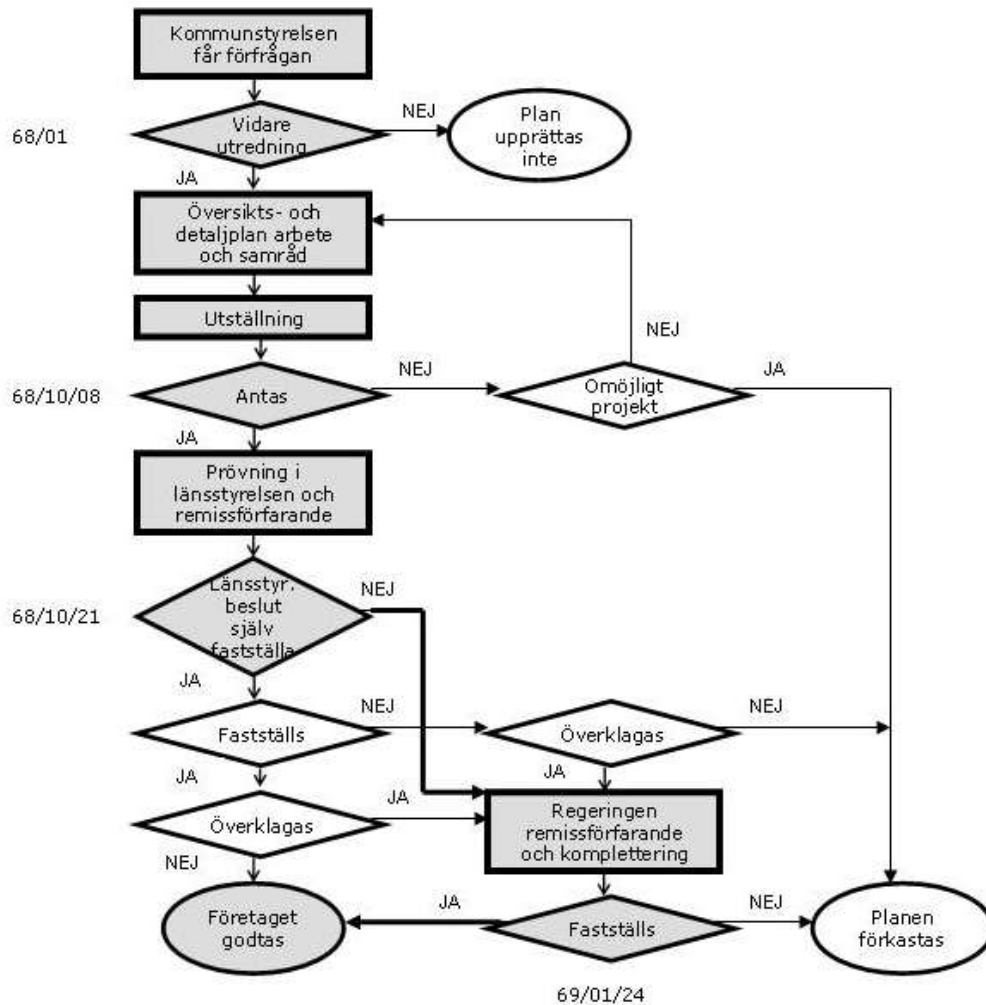 Kommunstyrelsen
får förfrågan
68/01
Vidare
utredning
NEJ
Plan
upprättas
inte
JA
Översikts- och
detaljplan arbete
och samråd
Utställning
NEJ
68/10/08
Antas
NEJ
Omöjligt
projekt
JA
JA
Prövning i
länsstyrelsen och
remissförfarande
68/10/21
Länsstyr.
beslut
själv
fastställa
NEJ
JA
Fastställs
NEJ
Överklagas
NEJ
JA
JA
Överklagas
JA
Regeringen
remissförfarande
och komplettering
NEJ
Företaget
godtas
JA
Fastställs
NEJ
Planen
förkastas
69/01/24